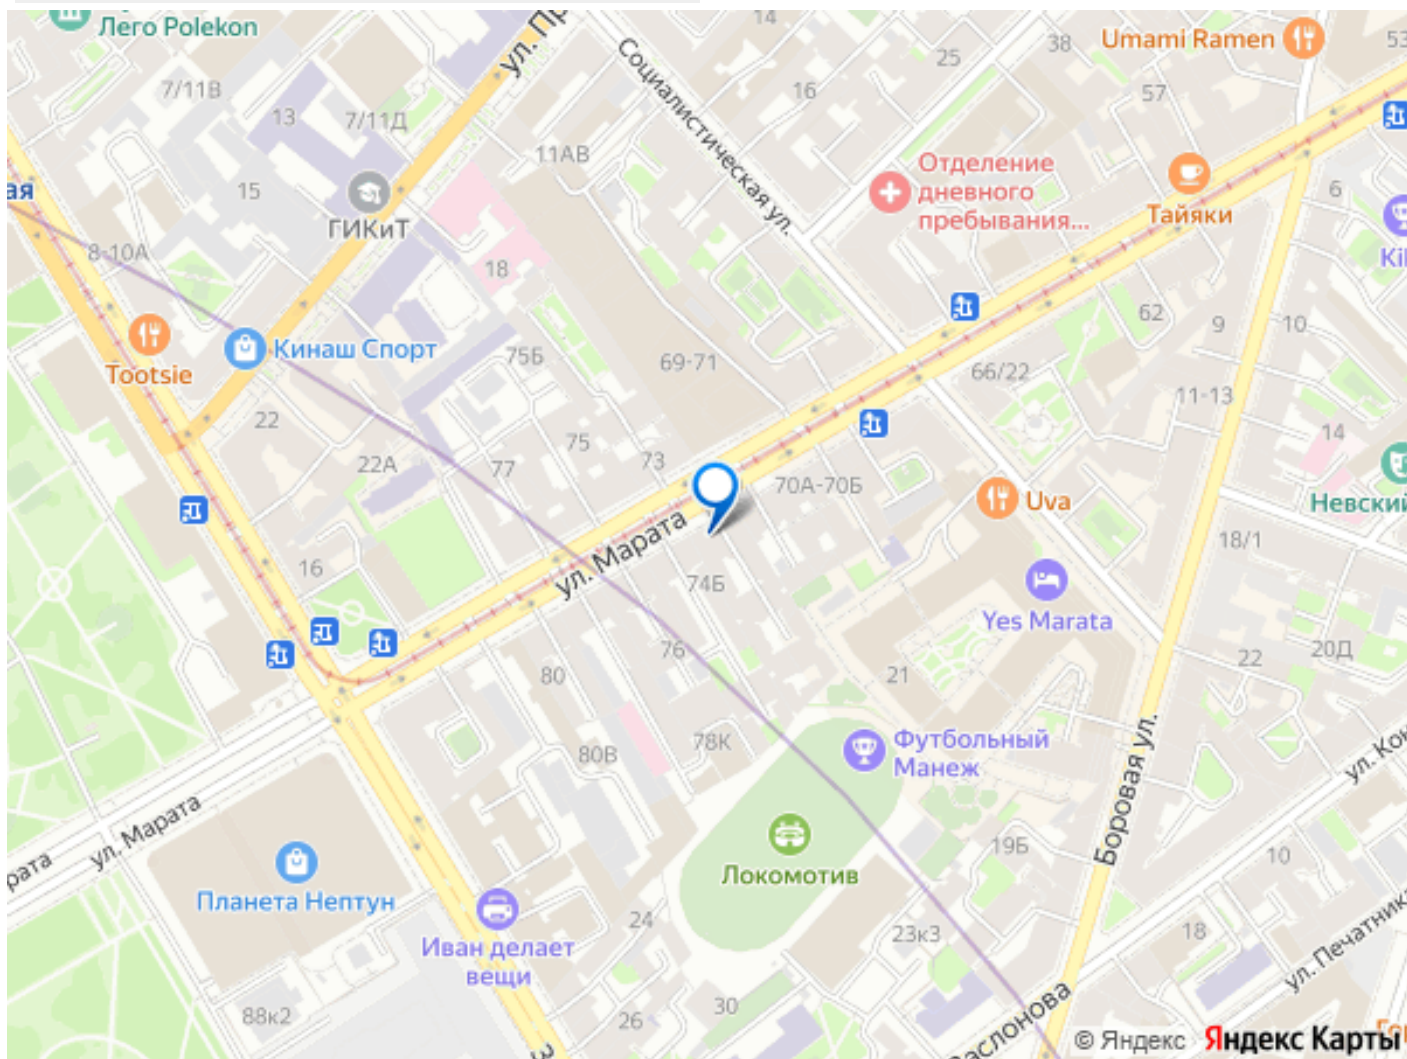 Лего Polekon
ул. Пр
14
Umami Ramen
53
Социалистическая ул.
38
25
7/11В
16
57
13
7/11Д
11АВ
Отделение
дневного
пребывания...
ая
15
6
ГИКиТ
Тайяки
8-10А
Kil
18
62
9
10
Кинаш Спорт
75Б
69-71
66/22
Tootsie
11-13
22
75
14
22А
77
73
70А-70Б
Uva
Невский
ул. Марата
18/1
16
74Б
Yes Marata
76
20Д
22
80
21
78К
Футбольный
Манеж
80В
Боровая ул.
ул. Кон
ул. Марата
рата
19Б
10
Локомотив
Планета Нептун
24
Иван делает
вещи
23к3
18
ул. Печатника
88к2
26
30
Заслонова
© Яндекс
Яндекс Карты